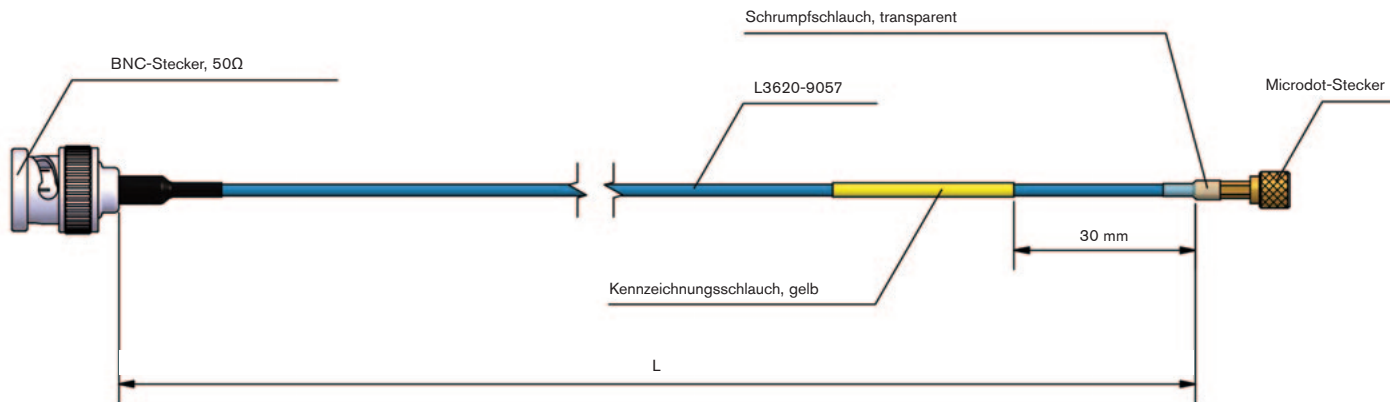 Schrumpfschlauch, transparent
BNC-Stecker, 50Ω
L3620-9057
Microdot-Stecker
30 mm
Kennzeichnungsschlauch, gelb
L